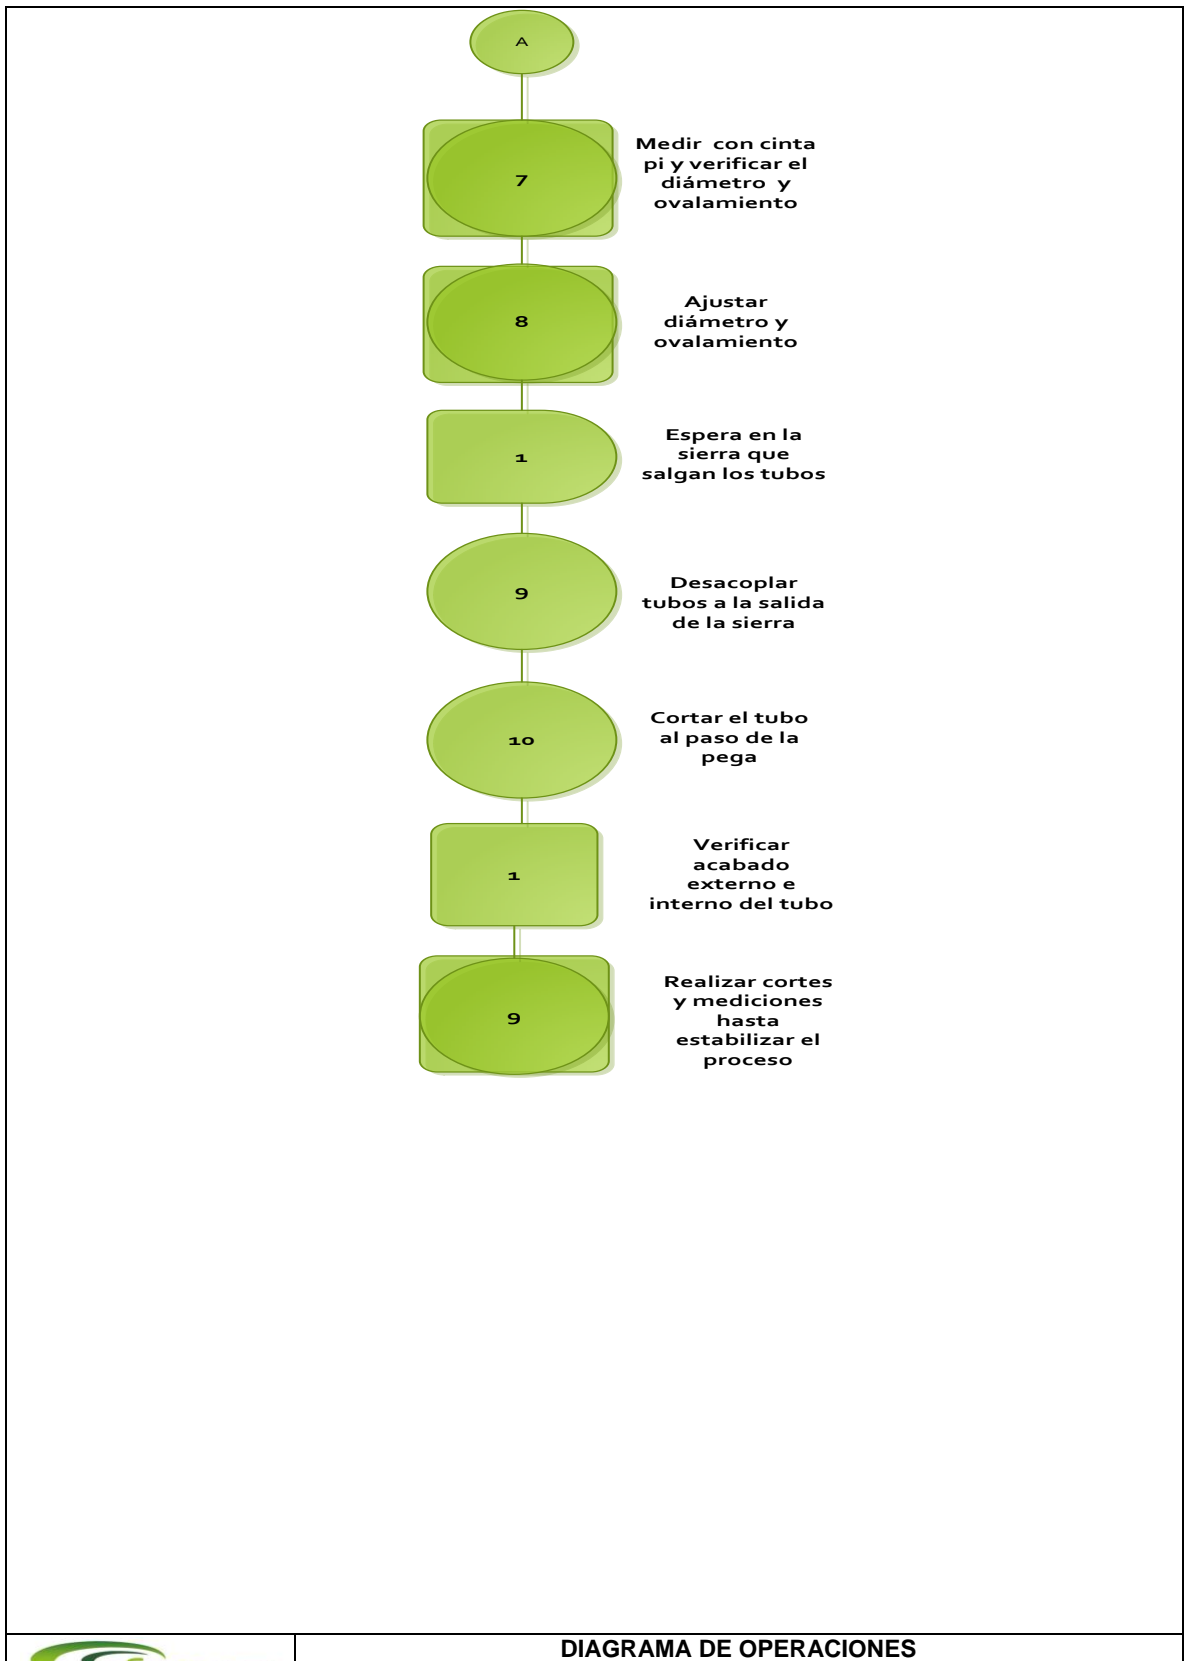 A
7
Medir con cinta
pi y verificar el
diámetro y
ovalamiento
8
Ajustar
diámetro y
ovalamiento
1
Espera en la
sierra que
salgan los tubos
9
Desacoplar
tubos a la salida
de la sierra
10
Cortar el tubo
al paso de la
pega
1
Verificar
acabado
externo e
interno del tubo
9
Realizar cortes
y mediciones
hasta
estabilizar el
proceso
DIAGRAMA DE OPERACIONES